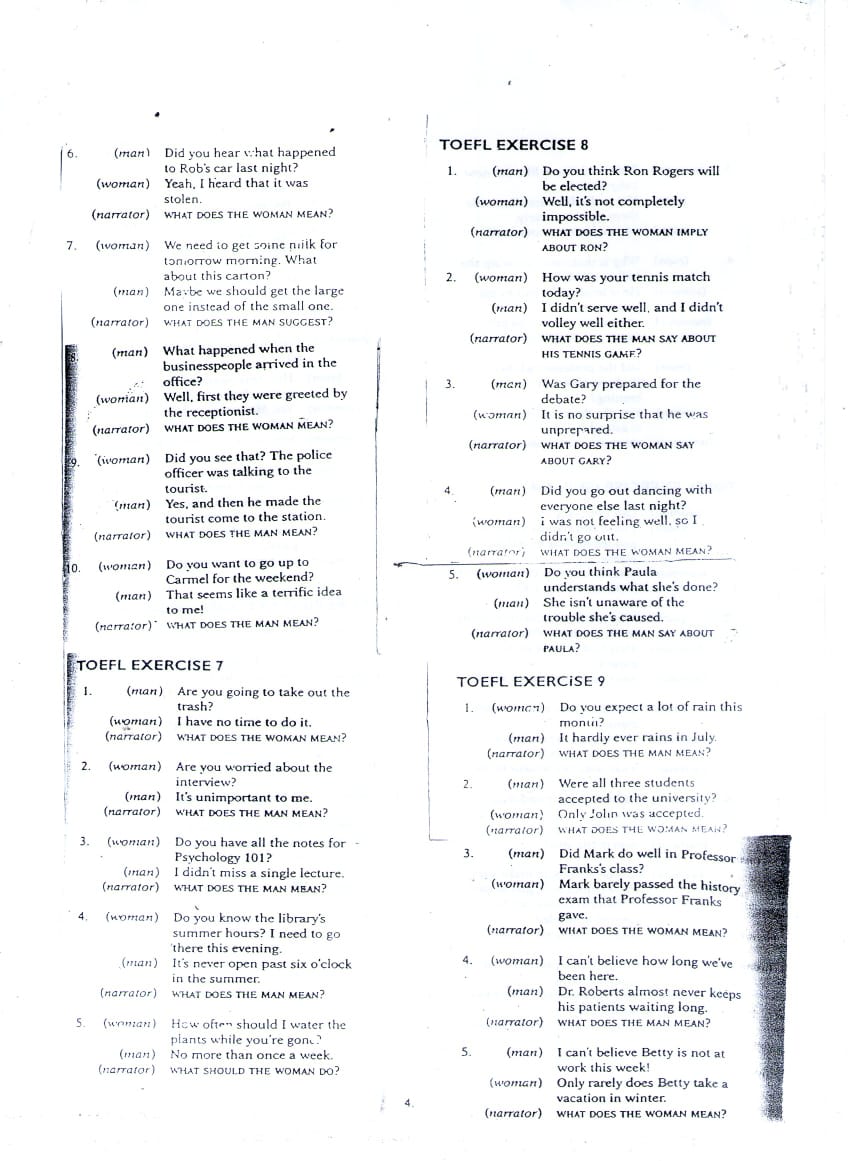 6. (man) Did you hear what happened
to Rob's car last night?
(woman) Yeah, I heard that it was
stolen.
(narrator) WHAT DOES THE WOMAN MEAN?
7. (woman) We need to get some milk for
tomorrow morning. What
about this carton?
(man) Maybe we should get the large
one instead of the small one.
(narrator) WHAT DOES THE MAN SUGGEST?
8. (man) What happened when the
businesspeople arrived in the
office?
(woman) Well, first they were greeted by
the receptionist.
(narrator) WHAT DOES THE WOMAN MEAN?
9. (woman) Did you see that? The police
officer was talking to the
tourist.
(man) Yes, and then he made the
tourist come to the station.
(narrator) WHAT DOES THE MAN MEAN?
10. (woman) Do you want to go up to
Carmel for the weekend?
(man) That seems like a terrific idea
to me!
(narrator) WHAT DOES THE MAN MEAN?
TOEFL EXERCISE 7
1. (man) Are you going to take out the
trash?
(woman) I have no time to do it.
(narrator) WHAT DOES THE WOMAN MEAN?
2. (woman) Are you worried about the
interview?
(man) It's unimportant to me.
(narrator) WHAT DOES THE MAN MEAN?
3. (woman) Do you have all the notes for
Psychology 101?
(man) I didn't miss a single lecture.
(narrator) WHAT DOES THE MAN MEAN?
4. (woman) Do you know the library's
summer hours? I need to go
there this evening.
(man) It's never open past six o'clock
in the summer.
(narrator) WHAT DOES THE MAN MEAN?
5. (woman) How often should I water the
plants while you're gone?
(man) No more than once a week.
(narrator) WHAT SHOULD THE WOMAN DO?
TOEFL EXERCISE 8
1. (man) Do you think Ron Rogers will
be elected?
(woman) Well, it's not completely
impossible.
(narrator) WHAT DOES THE WOMAN IMPLY
ABOUT RON?
2. (woman) How was your tennis match
today?
(man) I didn't serve well, and I didn't
volley well either.
(narrator) WHAT DOES THE MAN SAY ABOUT
HIS TENNIS GAME?
3. (man) Was Gary prepared for the
debate?
(woman) It is no surprise that he was
unprepared.
(narrator) WHAT DOES THE WOMAN SAY
ABOUT GARY?
4. (man) Did you go out dancing with
everyone else last night?
(woman) I was not feeling well, so I
didn't go out.
(narrator) WHAT DOES THE WOMAN MEAN?
5. (woman) Do you think Paula
understands what she's done?
(man) She isn't unaware of the
trouble she's caused.
(narrator) WHAT DOES THE MAN SAY ABOUT
PAULA?
TOEFL EXERCISE 9
1. (woman) Do you expect a lot of rain this
month?
(man) It hardly ever rains in July.
(narrator) WHAT DOES THE MAN MEAN?
2. (man) Were all three students
accepted to the university?
(woman) Only John was accepted.
(narrator) WHAT DOES THE WOMAN MEAN?
3. (man) Did Mark do well in Professor
Franks's class?
(woman) Mark barely passed the history
exam that Professor Franks
gave.
(narrator) WHAT DOES THE WOMAN MEAN?
4. (woman) I can't believe how long we've
been here.
(man) Dr. Roberts almost never keeps
his patients waiting long.
(narrator) WHAT DOES THE MAN MEAN?
5. (man) I can't believe Betty is not at
work this week!
(woman) Only rarely does Betty take a
vacation in winter.
(narrator) WHAT DOES THE WOMAN MEAN?
4.